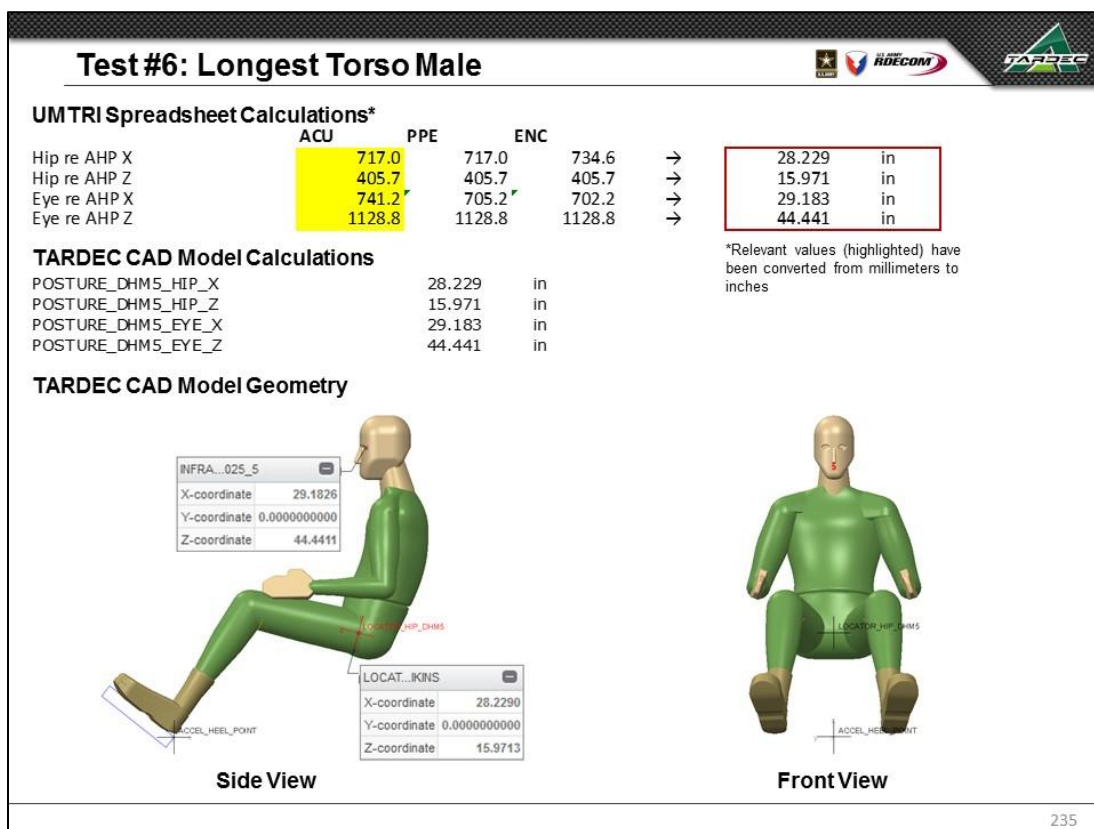 Test #6: Longest Torso Male
U.S. ARMY
U.S. ARMY
RDECOM
TARDEC
UMTRI Spreadsheet Calculations*
ACU PPE ENC
Hip re AHP X 717.0 717.0 734.6 → 28.229 in
Hip re AHP Z 405.7 405.7 405.7 → 15.971 in
Eye re AHP X 741.2 705.2 702.2 → 29.183 in
Eye re AHP Z 1128.8 1128.8 1128.8 → 44.441 in
*Relevant values (highlighted) have
been converted from millimeters to
inches
TARDEC CAD Model Calculations
POSTURE_DHM5_HIP_X 28.229 in
POSTURE_DHM5_HIP_Z 15.971 in
POSTURE_DHM5_EYE_X 29.183 in
POSTURE_DHM5_EYE_Z 44.441 in
TARDEC CAD Model Geometry
INFRA...025_5
X-coordinate 29.1826
Y-coordinate 0.0000000000
Z-coordinate 44.4411
LOCATOR_HIP_DHM5
LOCAT...IKINS
X-coordinate 28.2290
Y-coordinate 0.0000000000
Z-coordinate 15.9713
ACCEL_HEEL_POINT
Side View
5
LOCATOR_HIP_DHM5
ACCEL_HEEL_POINT
Front View
235